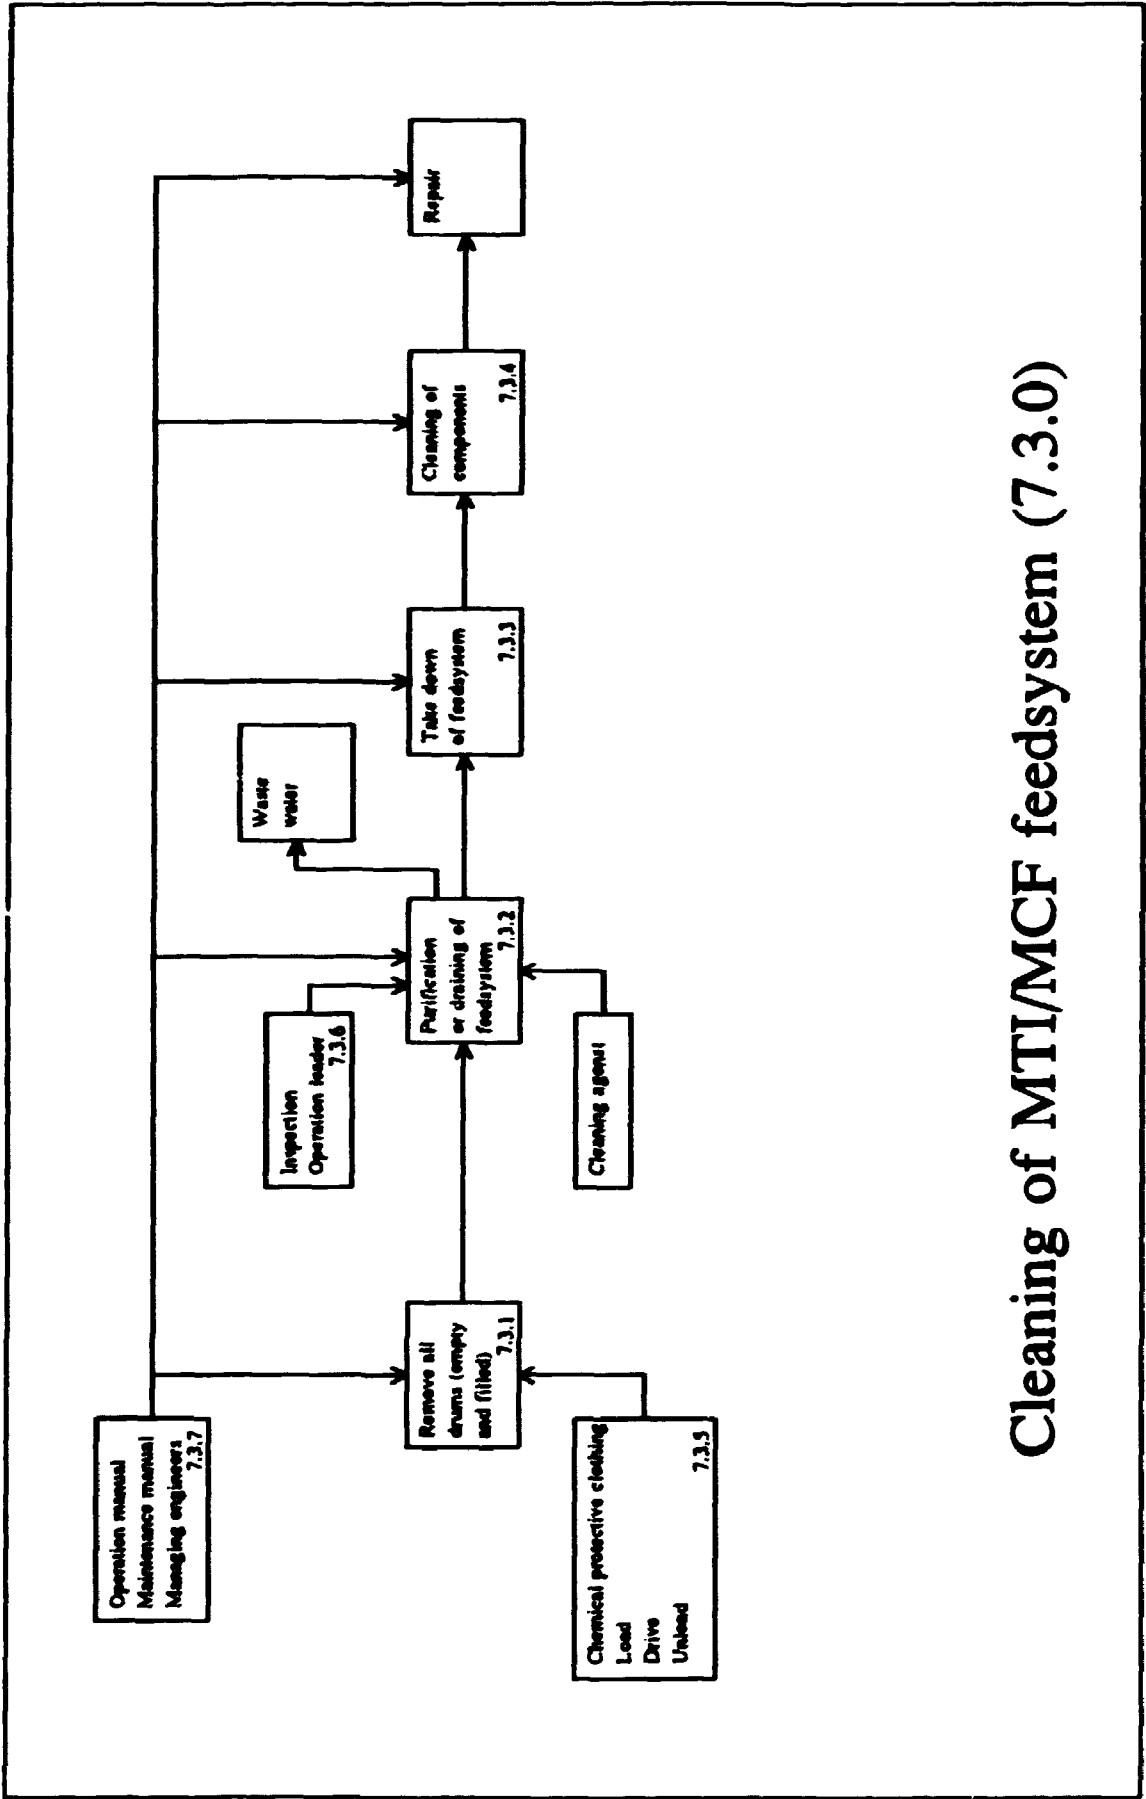 Operation manual
Maintenance manual
Managing engineers
7.3.7
Inspection
Operation leader
7.3.6
Waste
water
Remove all
drums (empty
and filled)
7.3.1
Purification
or draining of
feedsystem
7.3.2
Take down
of feedsystem
7.3.3
Cleaning of
components
7.3.4
Repair
Chemical protective clothing
Load
Drive
Unload
7.3.5
Cleaning agens!
Cleaning of MTI/MCF feedsystem (7.3.0)